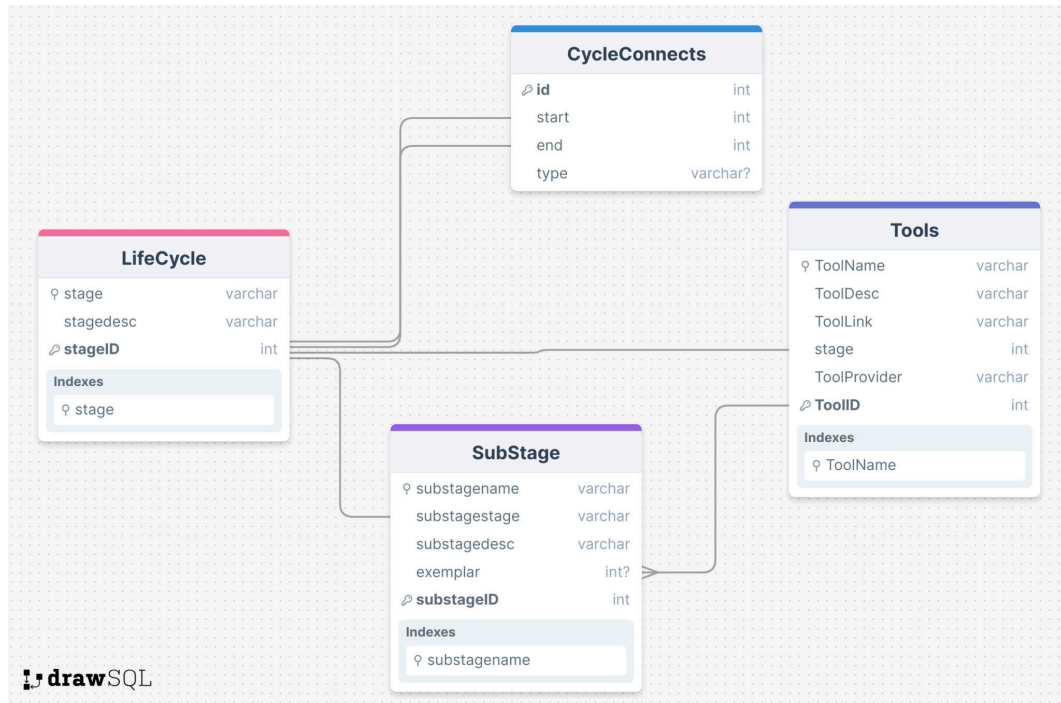 CycleConnects
id int
start int
end int
type varchar?
LifeCycle
stage varchar
stagedesc varchar
stageID int
Indexes
stage
Tools
ToolName varchar
ToolDesc varchar
ToolLink varchar
stage int
ToolProvider varchar
ToolID int
Indexes
ToolName
SubStage
substagename varchar
substagestage varchar
substagedesc varchar
exemplar int?
substageID int
Indexes
substagename
drawSQL